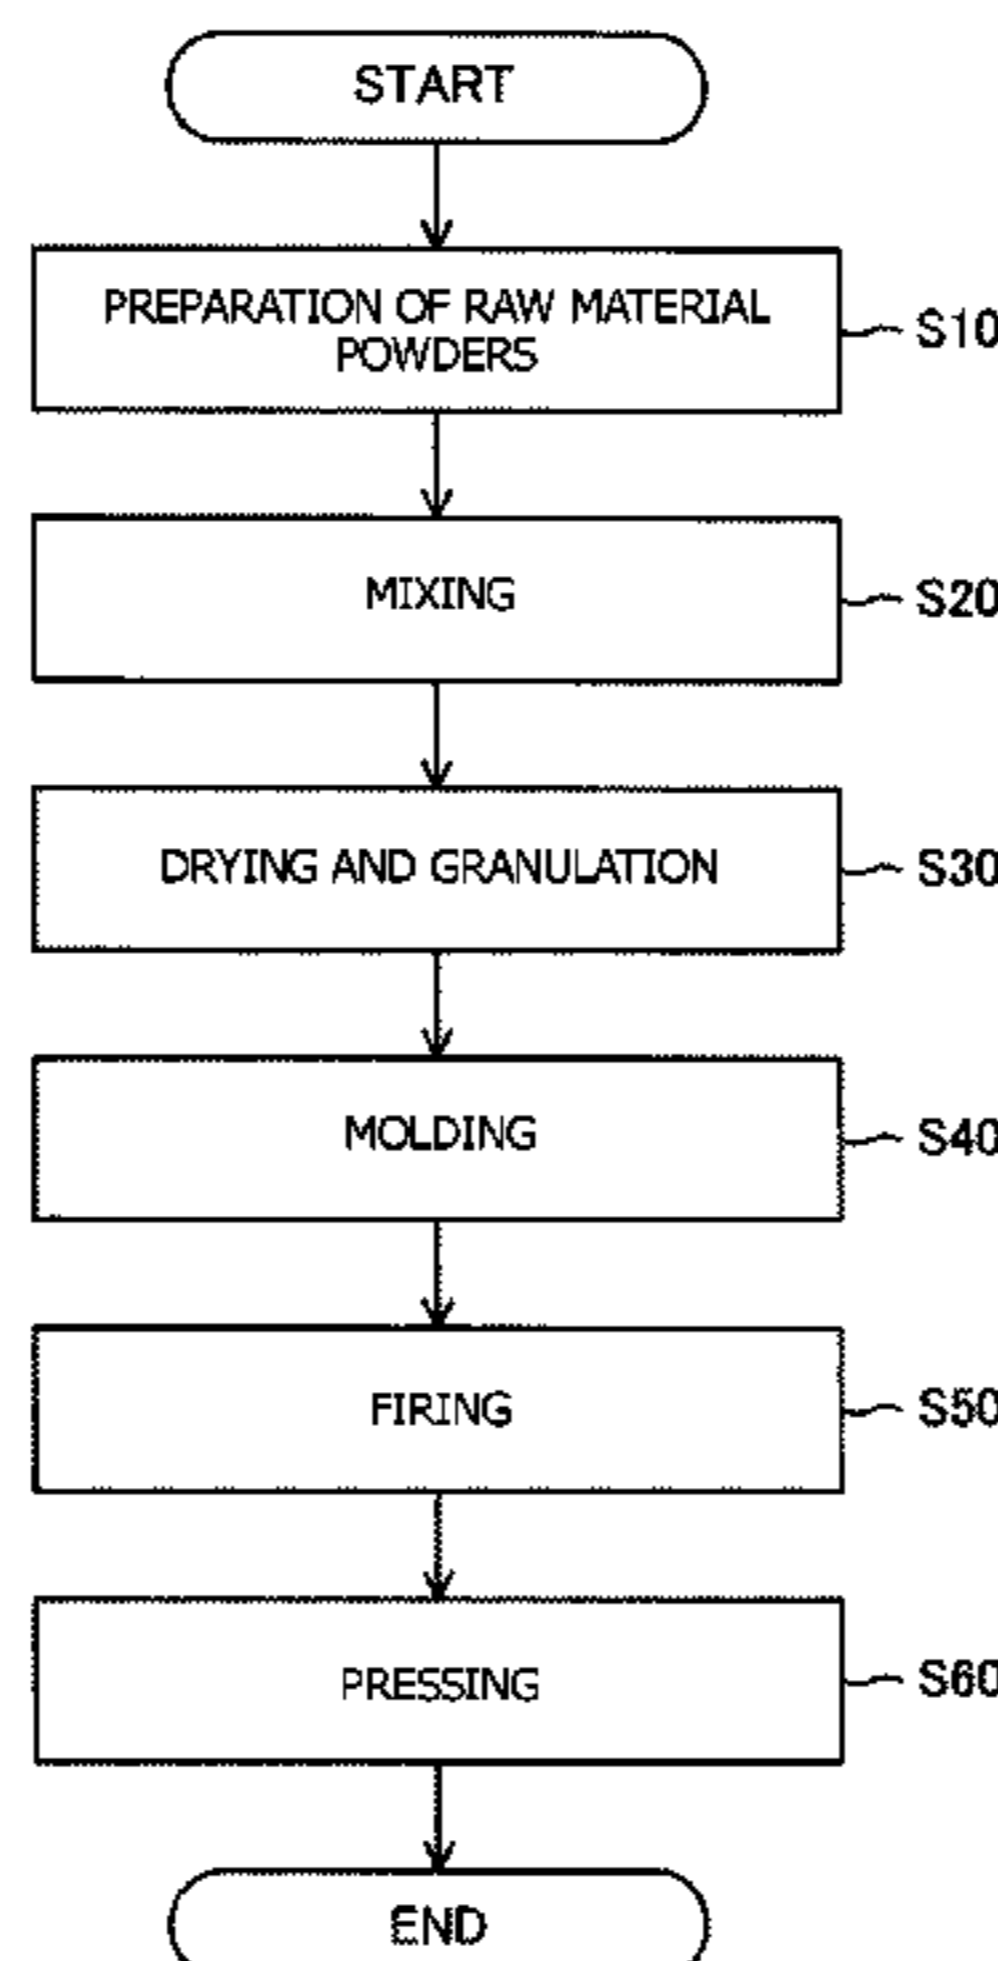 START
PREPARATION OF RAW MATERIAL
POWDERS
S10
MIXING
S20
DRYING AND GRANULATION
S30
MOLDING
S40
FIRING
S50
PRESSING
S60
END